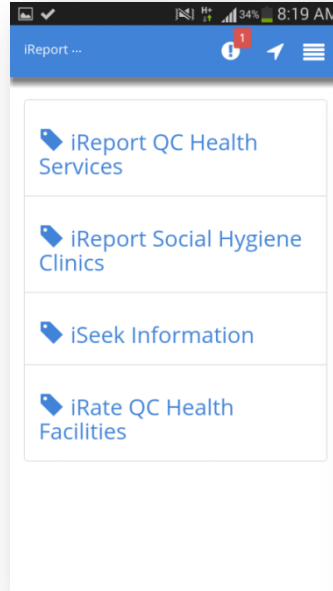 H+ 34% 8:19 AM
iReport ... 1
iReport QC Health
Services
iReport Social Hygiene
Clinics
iSeek Information
iRate QC Health
Facilities